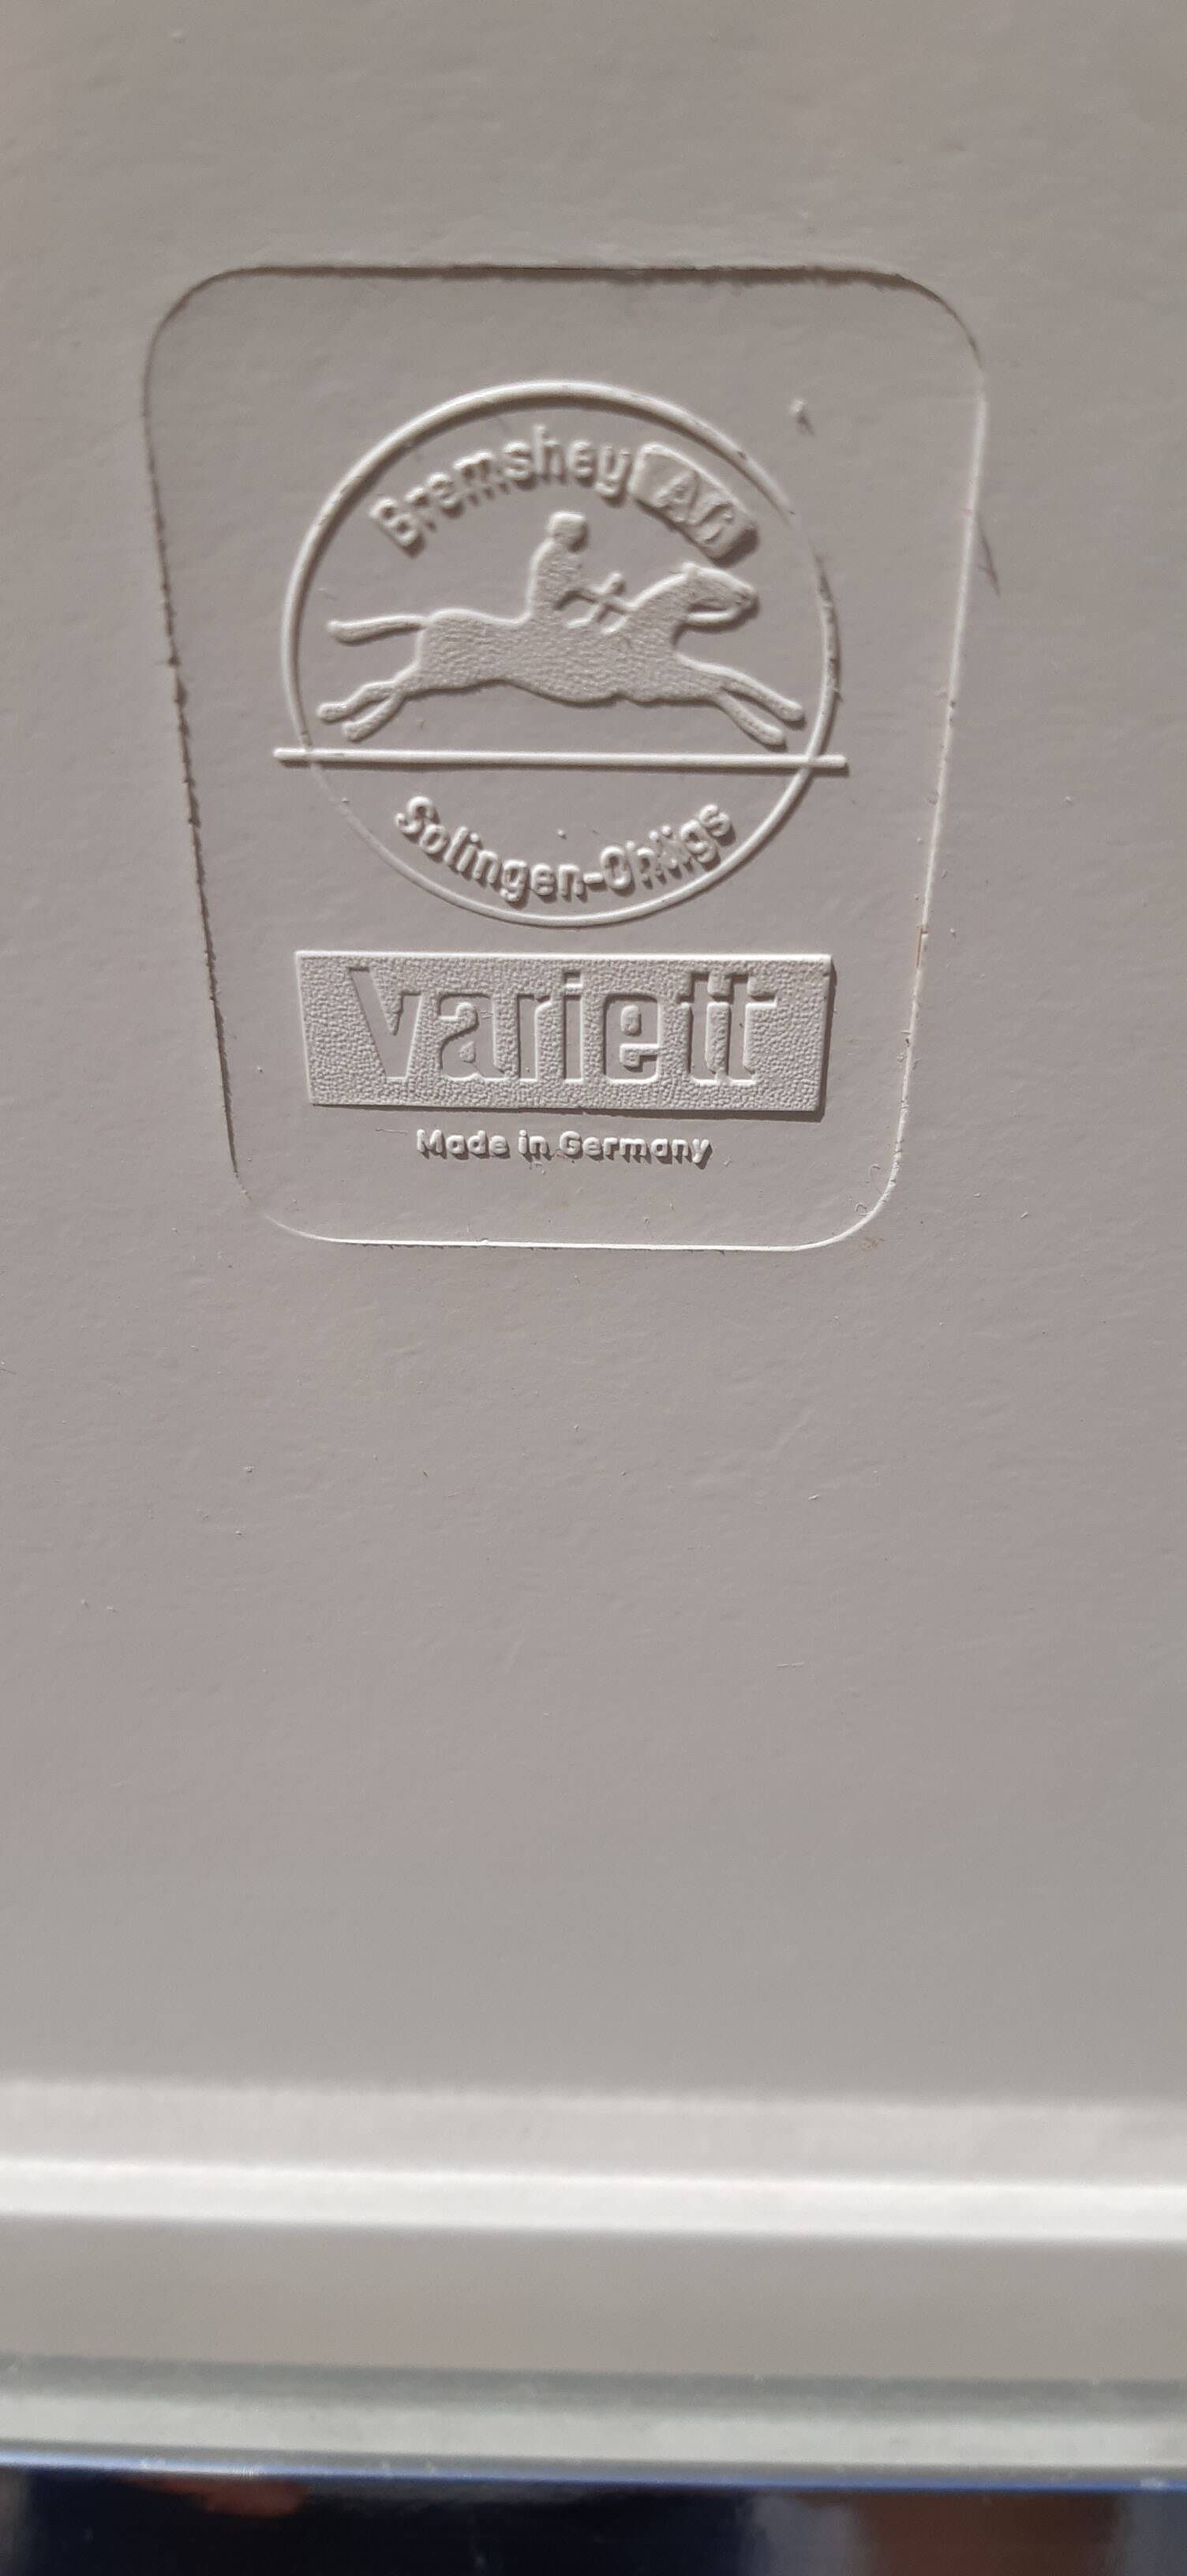 Bremshey AG
Solingen-Ohligs
Variett
Made in Germany